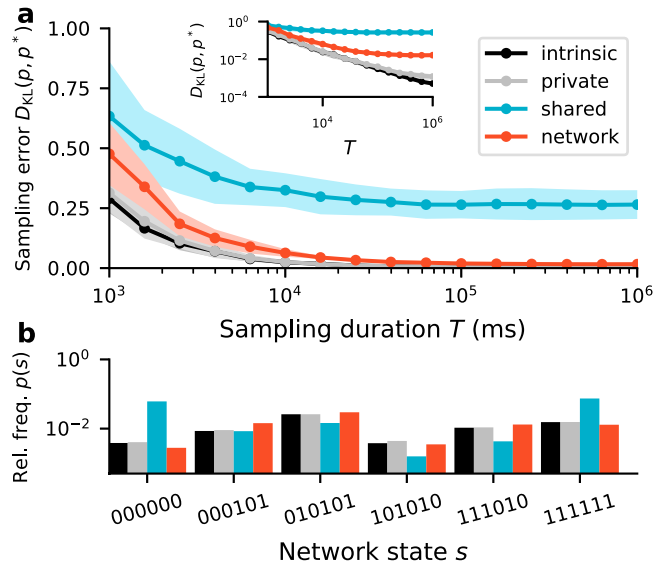 a
Sampling error D_KL(p, p*)
1.00
0.75
0.50
0.25
0.00
D_KL(p, p*)
10^0
10^-2
10^-4
10^4
10^6
T
intrinsic
private
shared
network
10^3
10^4
10^5
10^6
Sampling duration T (ms)
b
Rel. freq. p(s)
10^0
10^-2
000000
000101
010101
101010
111010
111111
Network state s